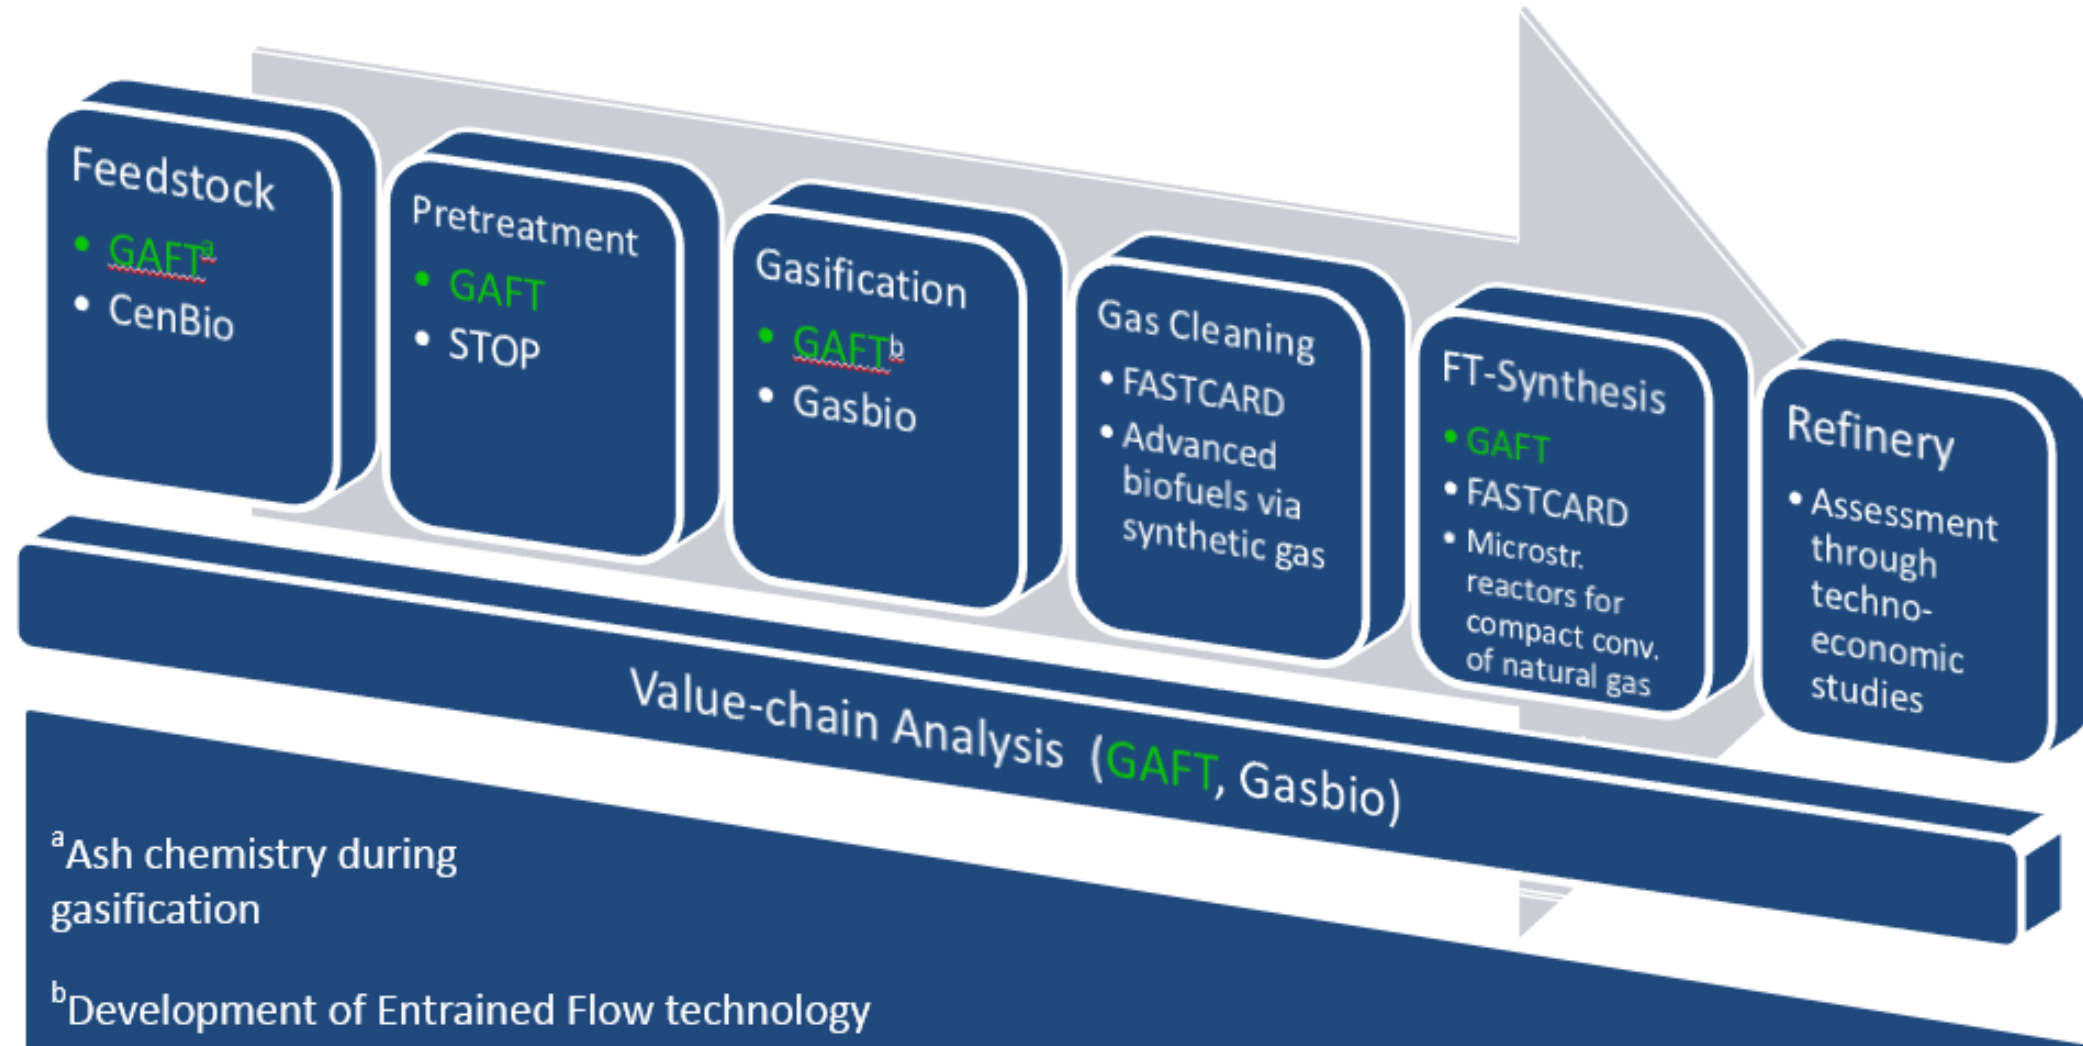 Feedstock
• GAFTᵃ
• CenBio
Pretreatment
• GAFT
• STOP
Gasification
• GAFTᵇ
• Gasbio
Gas Cleaning
• FASTCARD
• Advanced
biofuels via
synthetic gas
FT-Synthesis
• GAFT
• FASTCARD
• Microstr.
reactors for
compact conv.
of natural gas
Refinery
• Assessment
through
techno-
economic
studies
Value-chain Analysis (GAFT, Gasbio)
ᵃAsh chemistry during
gasification
ᵇDevelopment of Entrained Flow technology